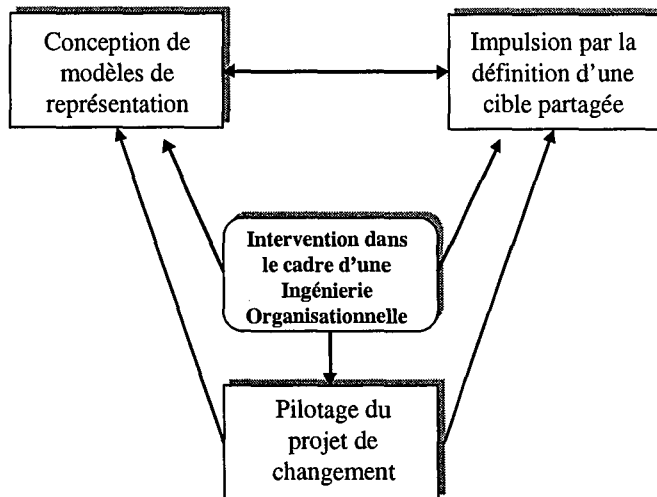 Conception de
modèles de
représentation
Impulsion par la
définition d'une
cible partagée
Intervention dans
le cadre d'une
Ingénierie
Organisationnelle
Pilotage du
projet de
changement